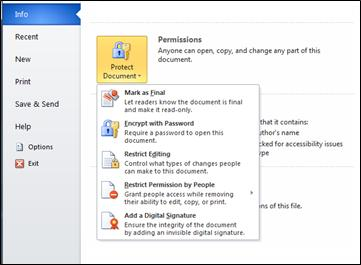 Info
Recent
New
Print
Save & Send
Help
Options
Exit
Protect
Document
Permissions
Anyone can open, copy, and change any part of this
document.
Mark as Final
Let readers know the document is final
and make it read-only.
Encrypt with Password
Require a password to open this
document.
Restrict Editing
Control what types of changes people
can make to this document.
Restrict Permission by People
Grant people access while removing
their ability to edit, copy, or print.
Add a Digital Signature
Ensure the integrity of the document
by adding an invisible digital signature.
that it contains:
thor's name
cked for accessibility issues
type
ons of this file.